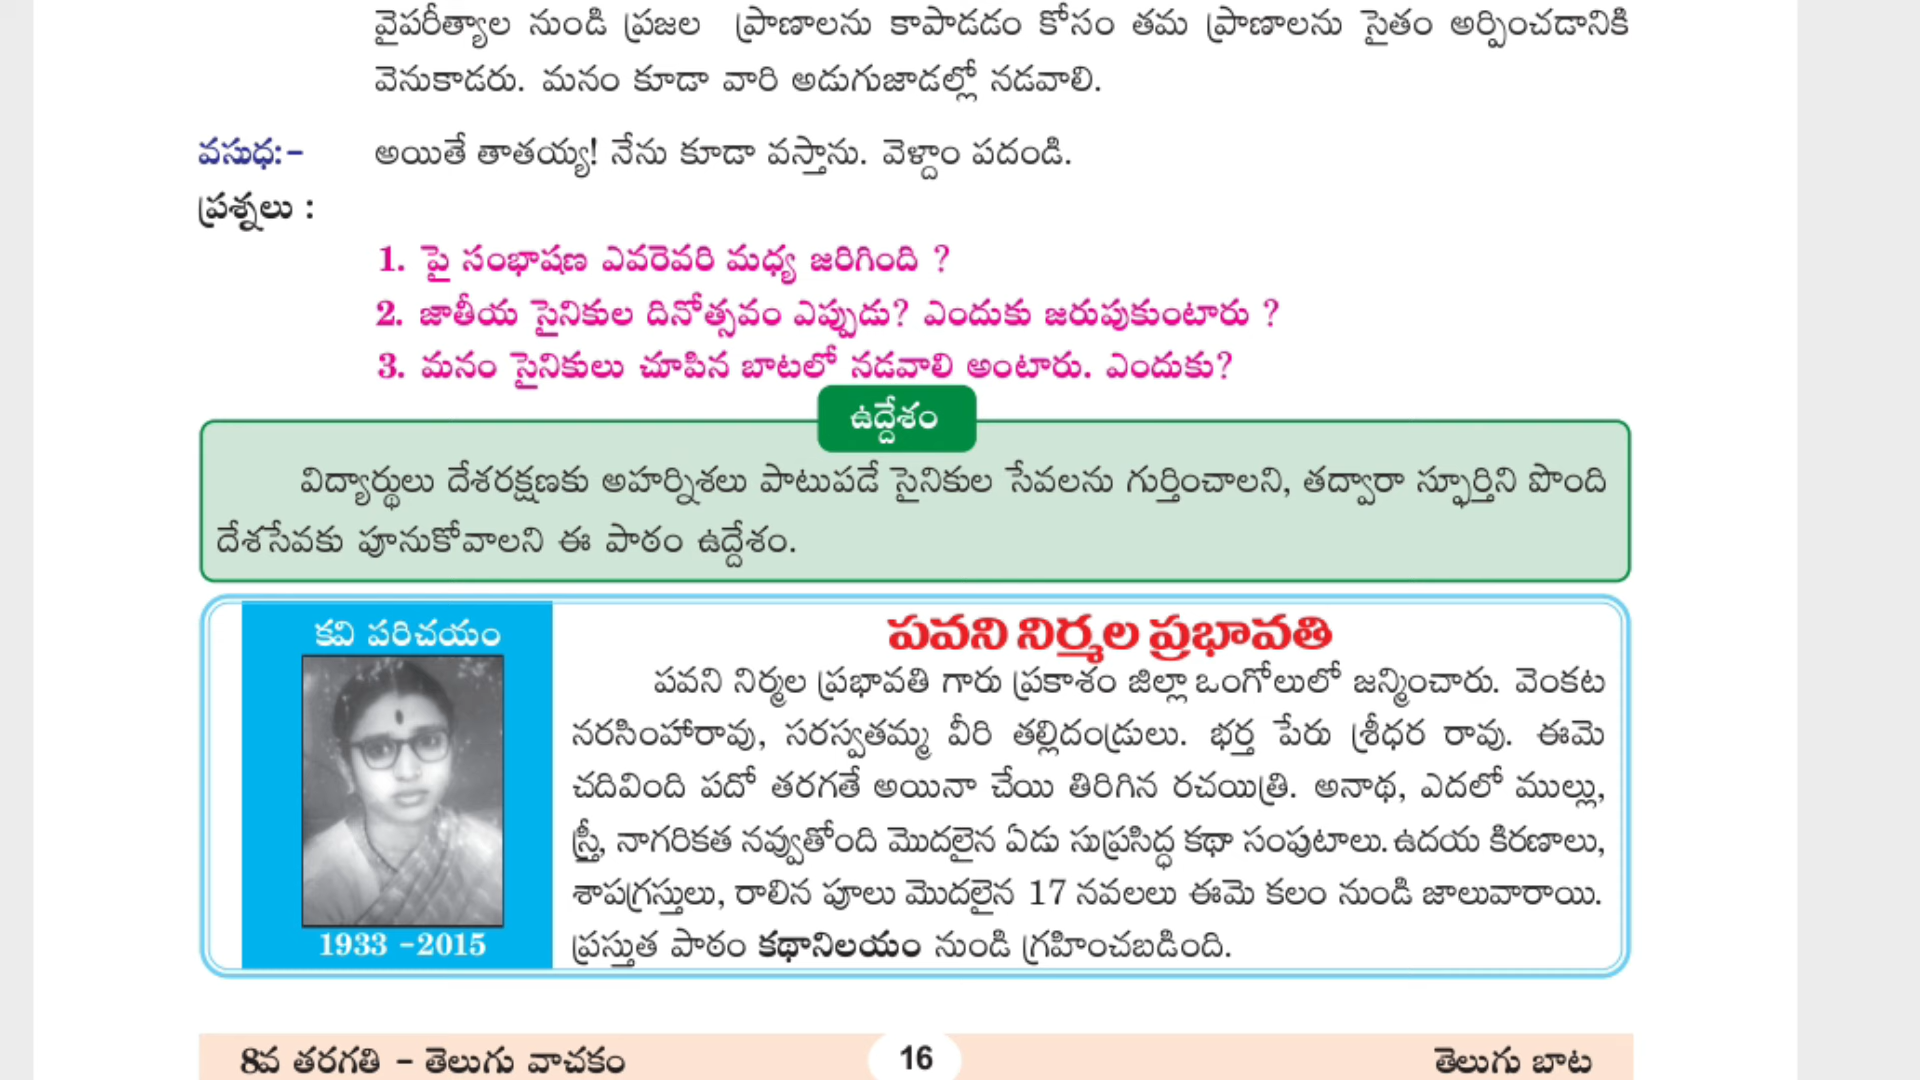 వైపరీత్యాల నుండి ప్రజల ప్రాణాలను కాపాడడం కోసం తమ ప్రాణాలను సైతం అర్పించడానికి
వెనుకాడరు. మనం కూడా వారి అడుగుజాడల్లో నడవాలి.
వసుధ:- అయితే తాతయ్య! నేను కూడా వస్తాను. వెళ్దాం పదండి.
ప్రశ్నలు :
1. పై సంభాషణ ఎవరెవరి మధ్య జరిగింది ?
2. జాతీయ సైనికుల దినోత్సవం ఎప్పుడు? ఎందుకు జరుపుకుంటారు ?
3. మనం సైనికులు చూపిన బాటలో నడవాలి అంటారు. ఎందుకు?
ఉద్దేశం
విద్యార్థులు దేశరక్షణకు అహర్నిశలు పాటుపడే సైనికుల సేవలను గుర్తించాలని, తద్వారా స్ఫూర్తిని పొంది
దేశసేవకు పూనుకోవాలని ఈ పాఠం ఉద్దేశం.
కవి పరిచయం
1933 -2015
పవని నిర్మల ప్రభావతి
పవని నిర్మల ప్రభావతి గారు ప్రకాశం జిల్లా ఒంగోలులో జన్మించారు. వెంకట
నరసింహారావు, సరస్వతమ్మ వీరి తల్లిదండ్రులు. భర్త పేరు శ్రీధర రావు. ఈమె
చదివింది పదో తరగతే అయినా చేయి తిరిగిన రచయిత్రి. అనాథ, ఎదలో ముల్లు,
స్త్రీ, నాగరికత నవ్వుతోంది మొదలైన ఏడు సుప్రసిద్ధ కథా సంపుటాలు. ఉదయ కిరణాలు,
శాపగ్రస్తులు, రాలిన పూలు మొదలైన 17 నవలలు ఈమె కలం నుండి జాలువారాయి.
ప్రస్తుత పాఠం కథానిలయం నుండి గ్రహించబడింది.
8వ తరగతి - తెలుగు వాచకం 16 తెలుగు బాట